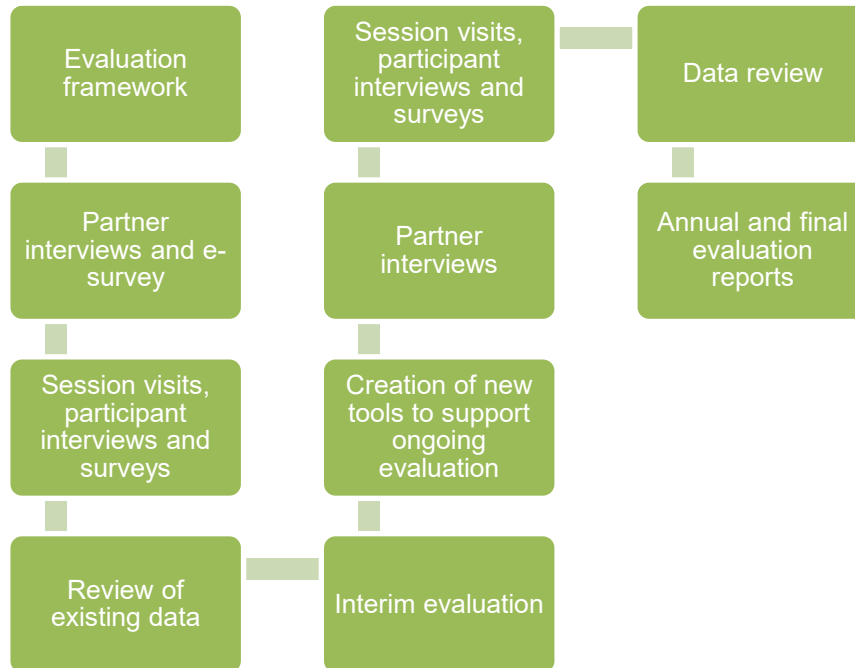 Evaluation
framework
Partner
interviews and e-
survey
Session visits,
participant
interviews and
surveys
Review of
existing data
Interim evaluation
Creation of new
tools to support
ongoing
evaluation
Partner
interviews
Session visits,
participant
interviews and
surveys
Data review
Annual and final
evaluation
reports